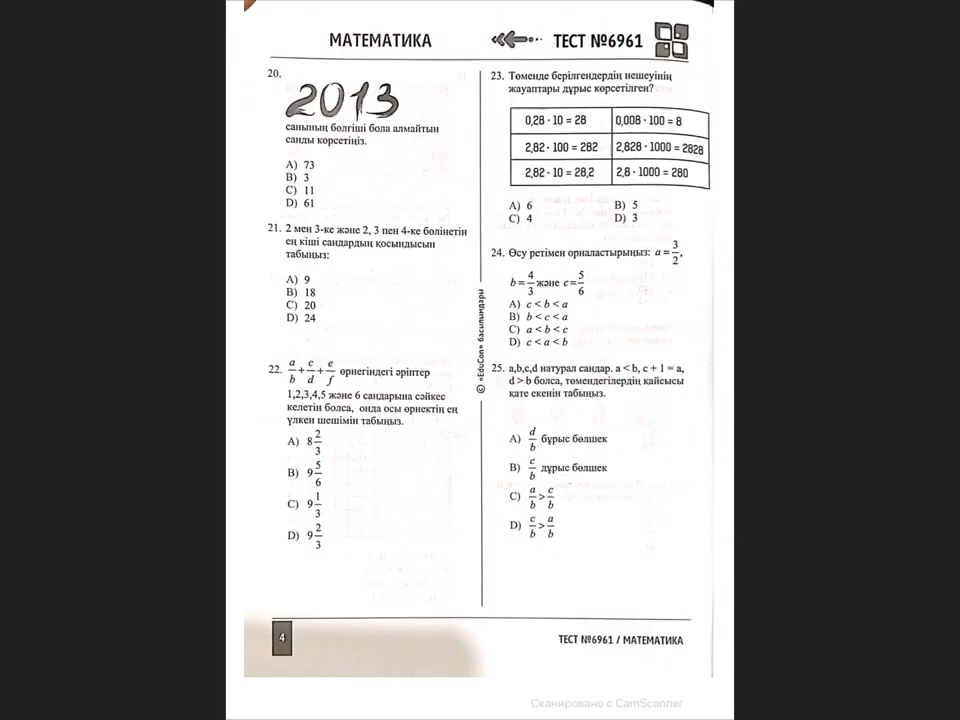 МАТЕМАТИКА
ТЕСТ №6961
20.
2013
санының бөлгіші бола алмайтын
санды көрсетіңіз.
A) 73
B) 3
C) 11
D) 61
21. 2 мен 3-ке және 2, 3 пен 4-ке бөлінетін
ең кіші сандардың қосындысын
табыңыз:
A) 9
B) 18
C) 20
D) 24
22. a/b + c/d + e/f өрнегіндегі әріптер
1,2,3,4,5 және 6 сандарына сәйкес
келетін болса, онда осы өрнектің ең
үлкен шешімін табыңыз.
A) 8 2/3
B) 9 5/6
C) 9 1/3
D) 9 2/3
© «EduCon» басылымдары
23. Төменде берілгендердің нешеуінің
жауаптары дұрыс көрсетілген?
0,28 · 10 = 28 0,008 · 100 = 8
2,82 · 100 = 282 2,828 · 1000 = 2828
2,82 · 10 = 28,2 2,8 · 1000 = 280
A) 6 B) 5
C) 4 D) 3
24. Өсу ретімен орналастырыңыз: a = 3/2,
b = 4/3 және c = 5/6
A) c < b < a
B) b < c < a
C) a < b < c
D) c < a < b
25. a,b,c,d натурал сандар. a < b, c + 1 = a,
d > b болса, төмендегілердің қайсысы
қате екенін табыңыз.
A) d/b бұрыс бөлшек
B) c/b дұрыс бөлшек
C) a/b > c/b
D) c/b > a/b
4
ТЕСТ №6961 / МАТЕМАТИКА
Сканировано с CamScanner